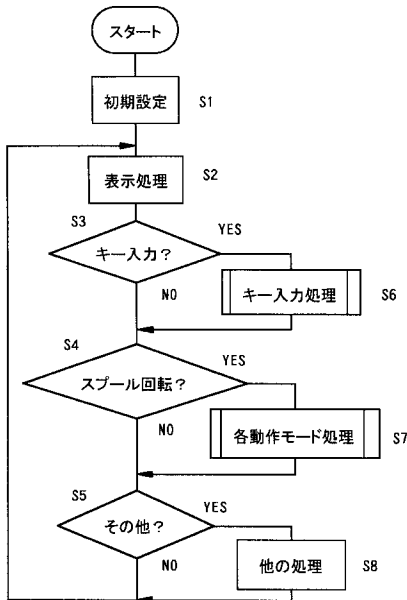 スタート
初期設定
S1
表示処理
S2
S3
キー入力？
YES
NO
キー入力処理
S6
S4
スプール回転？
YES
NO
各動作モード処理
S7
S5
その他？
YES
NO
他の処理
S8